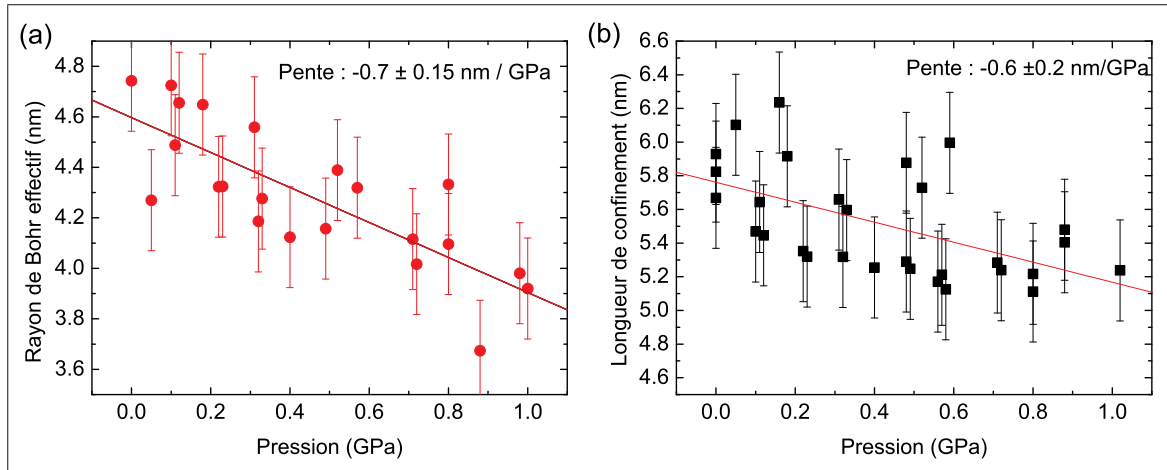 (a)
Pente : -0.7 ± 0.15 nm / GPa
Rayon de Bohr effectif (nm)
4.8
4.6
4.4
4.2
4.0
3.8
3.6
0.0 0.2 0.4 0.6 0.8 1.0
Pression (GPa)
(b)
Pente : -0.6 ±0.2 nm/GPa
Longueur de confinement (nm)
6.6
6.4
6.2
6.0
5.8
5.6
5.4
5.2
5.0
4.8
4.6
0.0 0.2 0.4 0.6 0.8 1.0
Pression (GPa)